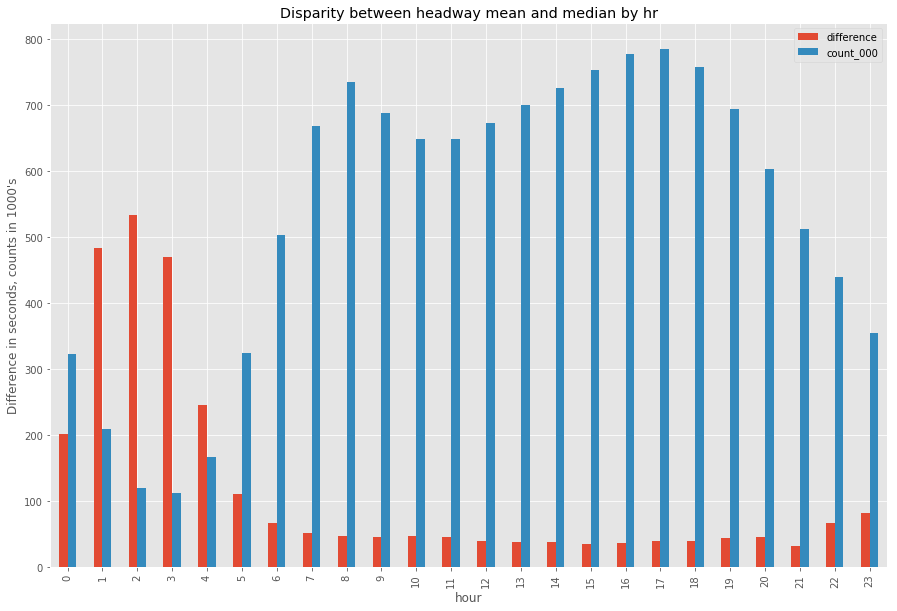 Disparity between headway mean and median by hr
difference
count_000
Difference in seconds, counts in 1000's
800
700
600
500
400
300
200
100
0
0 1 2 3 4 5 6 7 8 9 10 11 12 13 14 15 16 17 18 19 20 21 22 23
hour